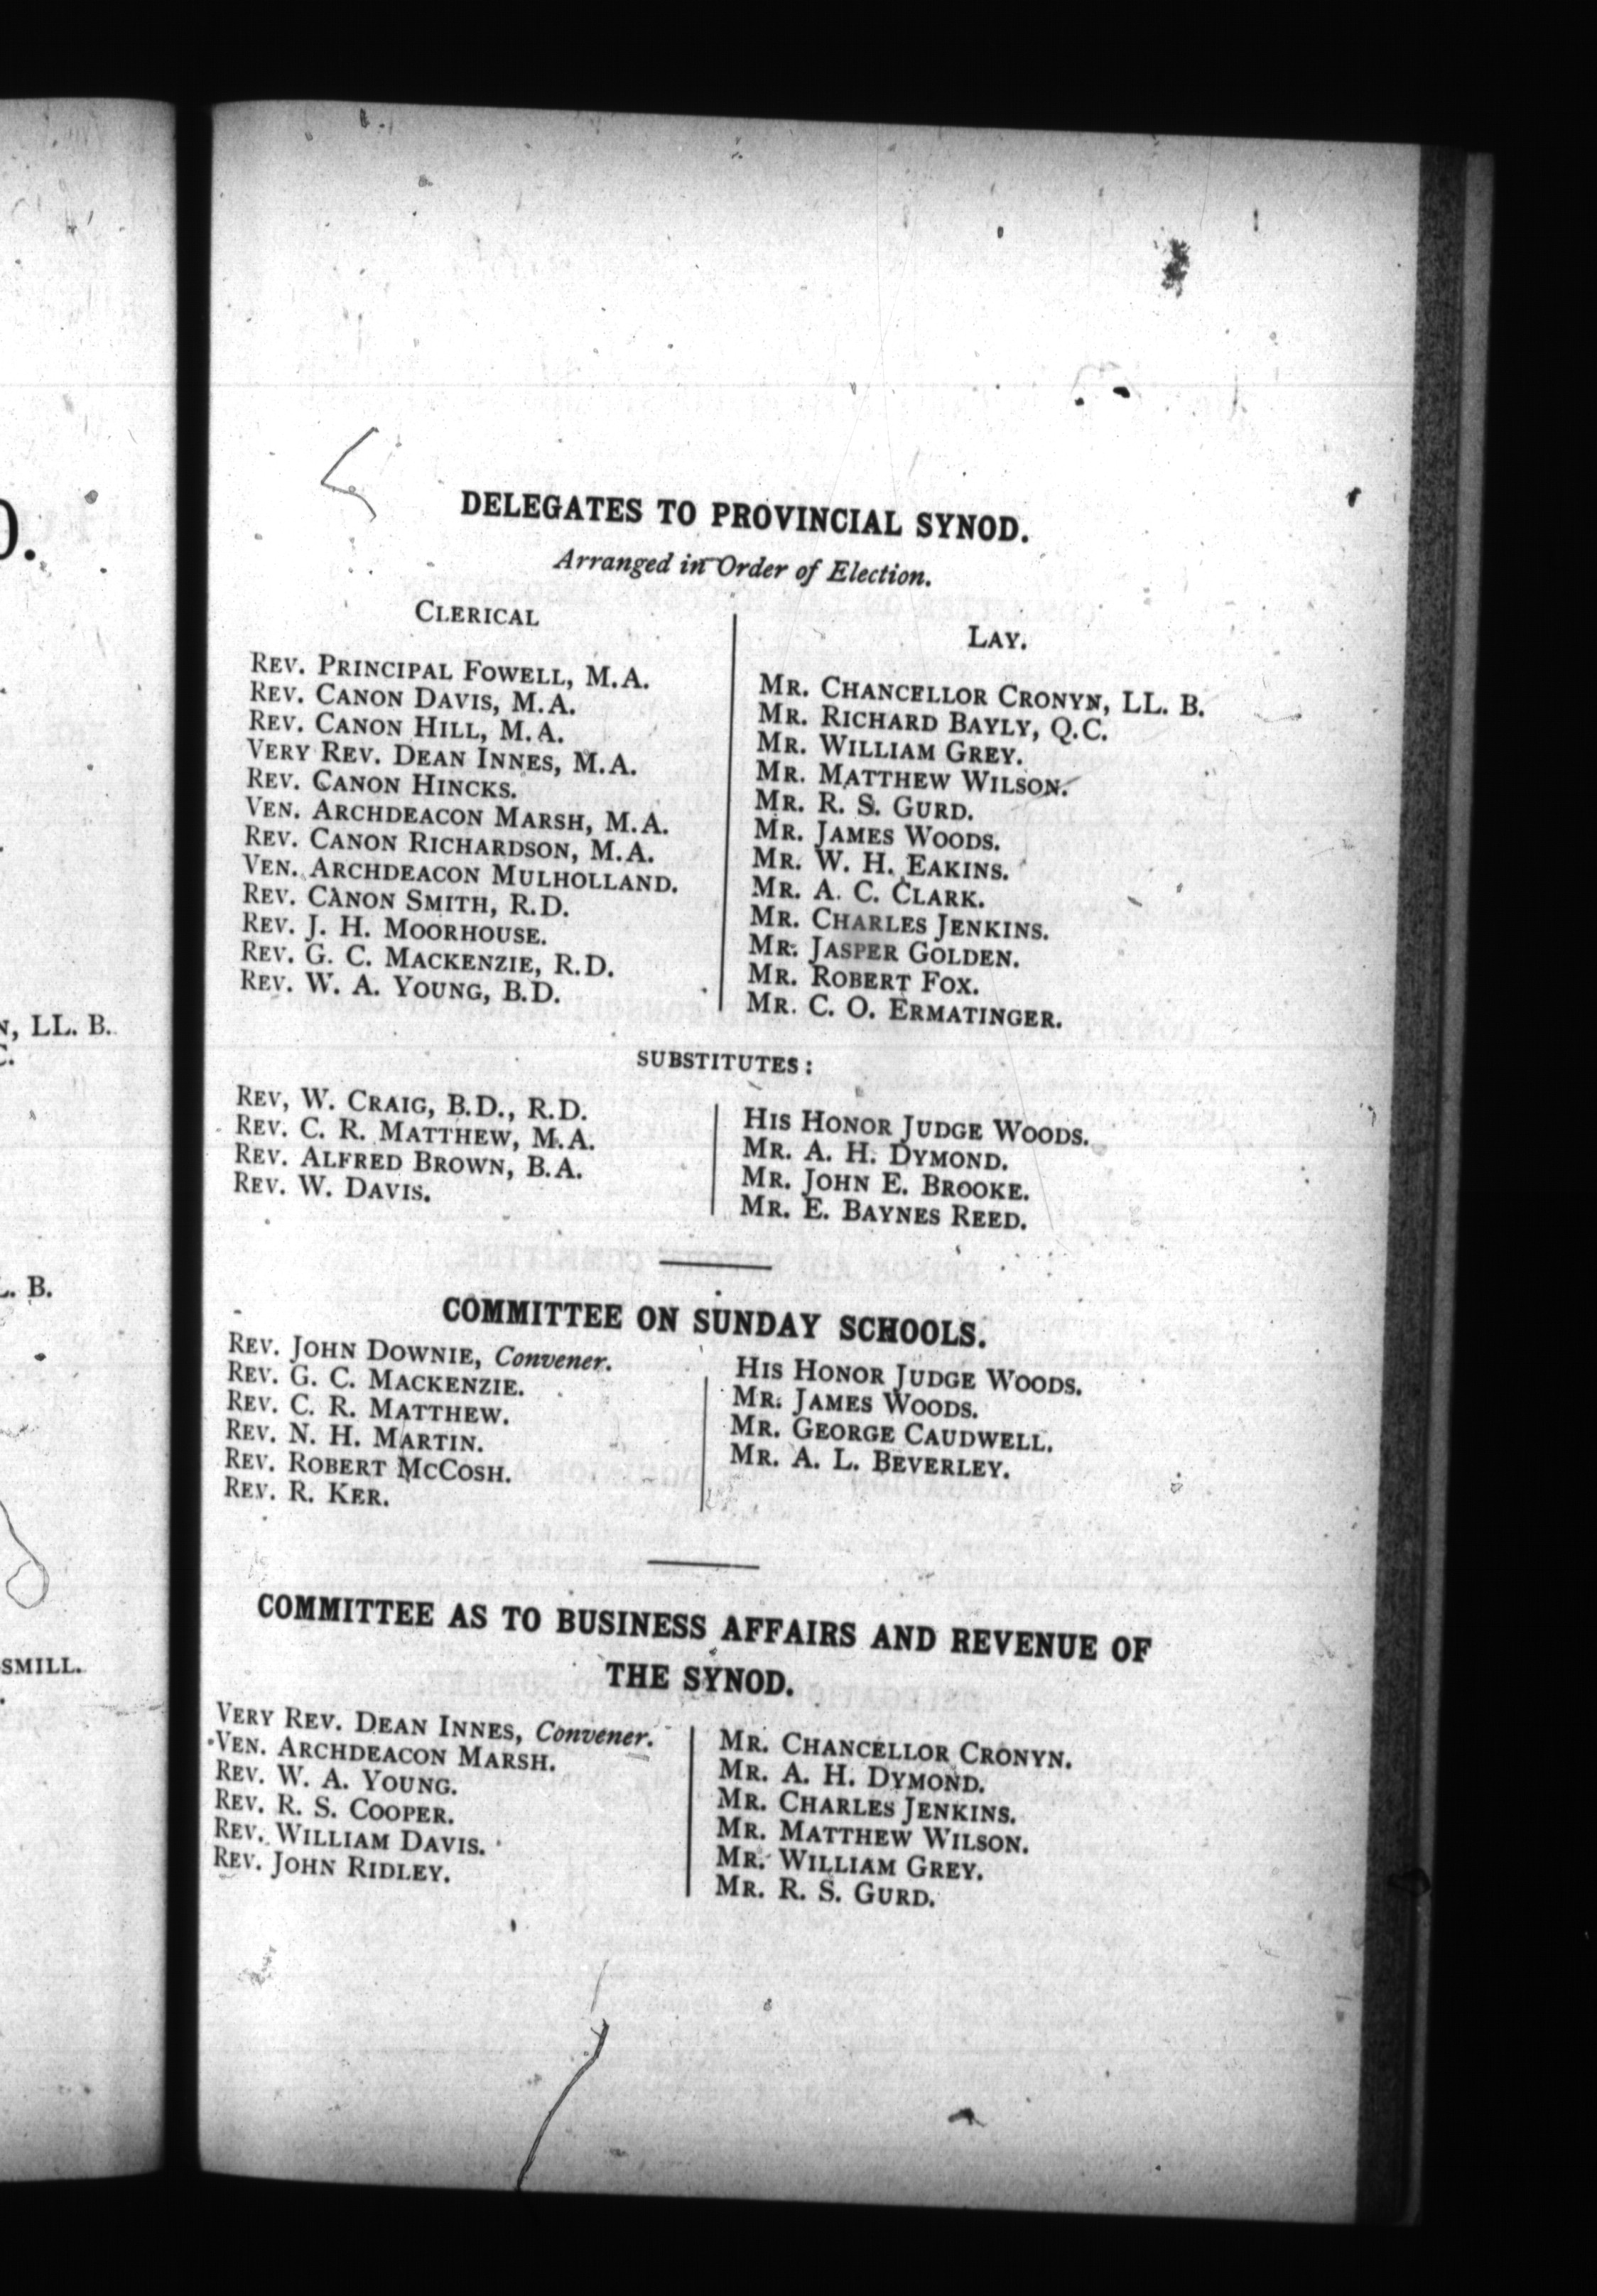 O.
N, LL. B.
C.
L. B.
SMILL.
DELEGATES TO PROVINCIAL SYNOD.
Arranged in Order of Election.
CLERICAL
REV. PRINCIPAL FOWELL, M.A.
REV. CANON DAVIS, M.A.
REV. CANON HILL, M.A.
VERY REV. DEAN INNES, M.A.
REV. CANON HINCKS.
VEN. ARCHDEACON MARSH, M.A.
REV. CANON RICHARDSON, M.A.
VEN. ARCHDEACON MULHOLLAND.
REV. CANON SMITH, R.D.
REV. J. H. MOORHOUSE.
REV. G. C. MACKENZIE, R.D.
REV. W. A. YOUNG, B.D.
LAY.
MR. CHANCELLOR CRONYN, LL. B.
MR. RICHARD BAYLY, Q.C.
MR. WILLIAM GREY.
MR. MATTHEW WILSON.
MR. R. S. GURD.
MR. JAMES WOODS.
MR. W. H. EAKINS.
MR. A. C. CLARK.
MR. CHARLES JENKINS.
MR. JASPER GOLDEN.
MR. ROBERT FOX.
MR. C. O. ERMATINGER.
SUBSTITUTES:
REV, W. CRAIG, B.D., R.D.
REV. C. R. MATTHEW, M.A.
REV. ALFRED BROWN, B.A.
REV. W. DAVIS.
HIS HONOR JUDGE WOODS.
MR. A. H. DYMOND.
MR. JOHN E. BROOKE.
MR. E. BAYNES REED.
COMMITTEE ON SUNDAY SCHOOLS.
REV. JOHN DOWNIE, Convener.
REV. G. C. MACKENZIE.
REV. C. R. MATTHEW.
REV. N. H. MARTIN.
REV. ROBERT MCCOSH.
REV. R. KER.
HIS HONOR JUDGE WOODS.
MR. JAMES WOODS.
MR. GEORGE CAUDWELL.
MR. A. L. BEVERLEY.
COMMITTEE AS TO BUSINESS AFFAIRS AND REVENUE OF
THE SYNOD.
VERY REV. DEAN INNES, Convener.
VEN. ARCHDEACON MARSH.
REV. W. A. YOUNG.
REV. R. S. COOPER.
REV. WILLIAM DAVIS.
REV. JOHN RIDLEY.
MR. CHANCELLOR CRONYN.
MR. A. H. DYMOND.
MR. CHARLES JENKINS.
MR. MATTHEW WILSON.
MR. WILLIAM GREY.
MR. R. S. GURD.